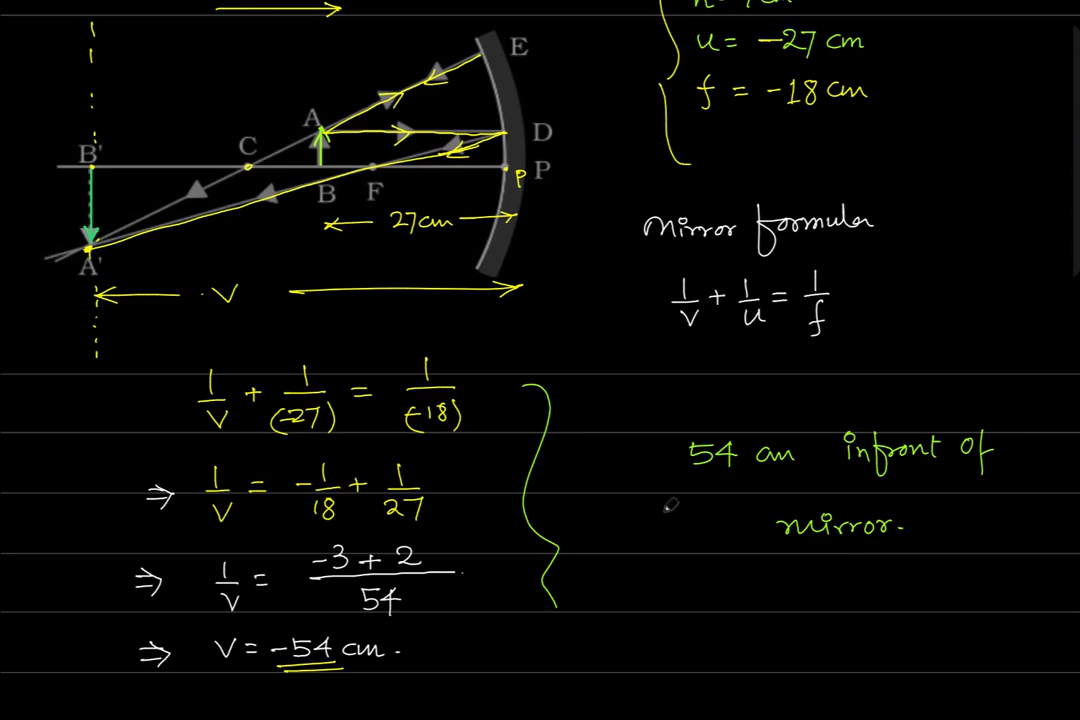 u = -27 cm
f = -18 cm
E
A
D
B'
C
P
P
B
F
27cm
A'
V
Mirror formula
1/v + 1/u = 1/f
1/v + 1/(-27) = 1/(-18)
⇒ 1/v = -1/18 + 1/27
⇒ 1/v = (-3+2)/54
⇒ V = -54 cm.
54 cm infront of
mirror.